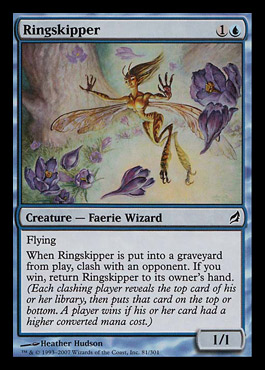 Ringskipper 1
Creature — Faerie Wizard
Flying
When Ringskipper is put into a graveyard
from play, clash with an opponent. If you
win, return Ringskipper to its owner's hand.
(Each clashing player reveals the top card of his
or her library, then puts that card on the top or
bottom. A player wins if his or her card had a
higher converted mana cost.)
Heather Hudson
™ & © 1993–2007 Wizards of the Coast, Inc. 81/301
1/1